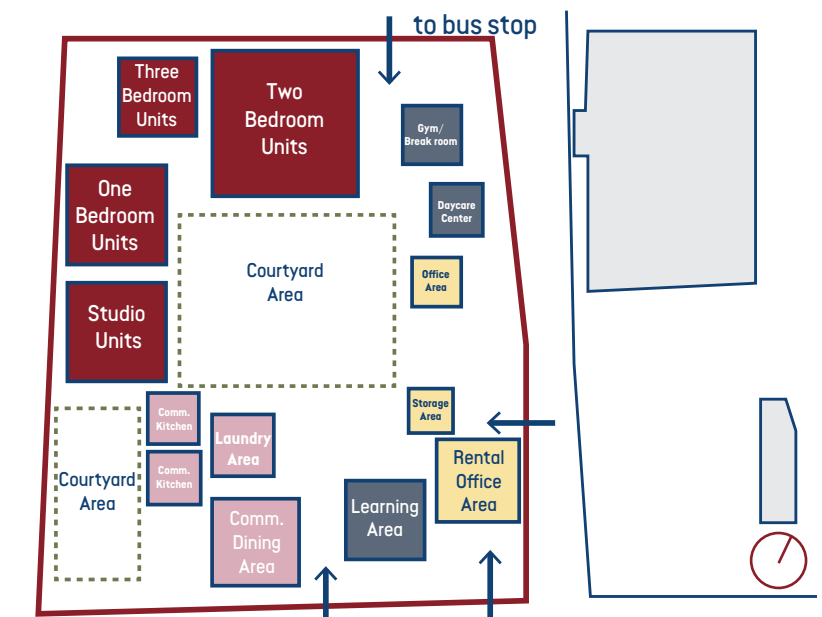 to bus stop
Three
Bedroom
Units
Two
Bedroom
Units
Gym/
Break room
One
Bedroom
Units
Daycare
Center
Courtyard
Area
Office
Area
Studio
Units
Comm.
Kitchen
Laundry
Area
Storage
Area
Comm.
Kitchen
Courtyard
Area
Rental
Office
Area
Learning
Area
Comm.
Dining
Area